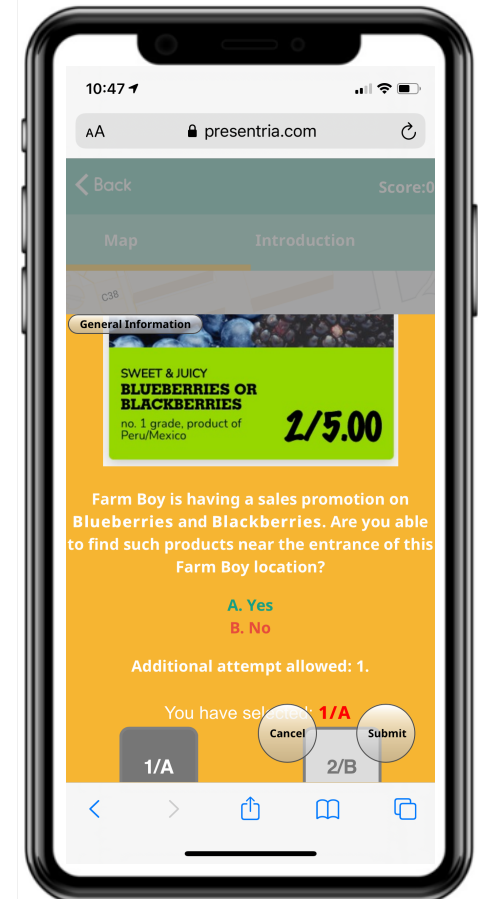 10:47
AA presentria.com
Back Score:0
Map Introduction
C3B
General Information
SWEET & JUICY
BLUEBERRIES OR
BLACKBERRIES
no. 1 grade, product of
Peru/Mexico
2/5.00
Farm Boy is having a sales promotion on
Blueberries and Blackberries. Are you able
to find such products near the entrance of this
Farm Boy location?
A. Yes
B. No
Additional attempt allowed: 1.
You have selected: 1/A
Cancel Submit
1/A 2/B